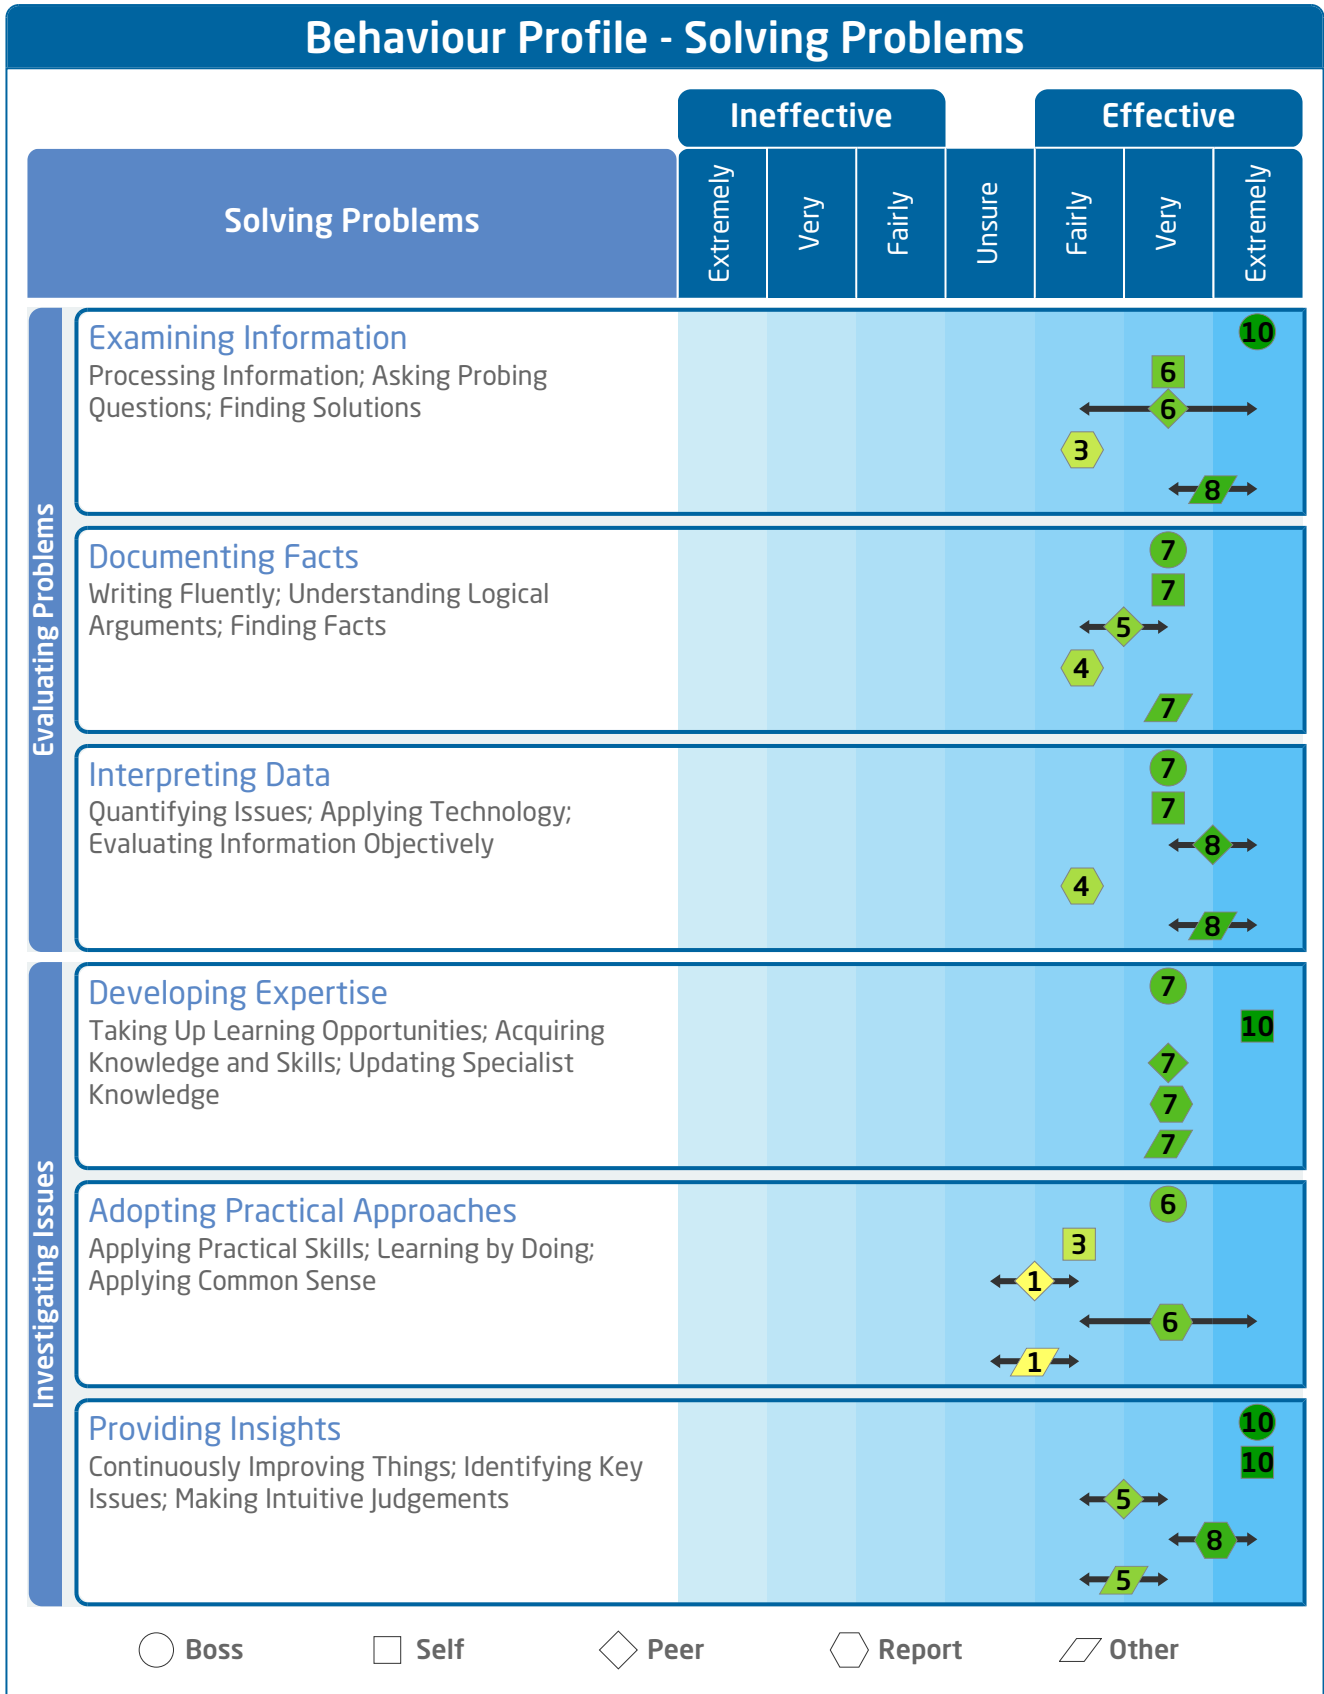 Behaviour Profile - Solving Problems
Ineffective
Effective
Solving Problems
Extremely
Very
Fairly
Unsure
Fairly
Very
Extremely
Evaluating Problems
Examining Information
Processing Information; Asking Probing
Questions; Finding Solutions
10
6
6
3
8
Documenting Facts
Writing Fluently; Understanding Logical
Arguments; Finding Facts
7
7
5
4
7
Interpreting Data
Quantifying Issues; Applying Technology;
Evaluating Information Objectively
7
7
8
4
8
Investigating Issues
Developing Expertise
Taking Up Learning Opportunities; Acquiring
Knowledge and Skills; Updating Specialist
Knowledge
7
10
7
7
7
Adopting Practical Approaches
Applying Practical Skills; Learning by Doing;
Applying Common Sense
6
3
1
6
1
Providing Insights
Continuously Improving Things; Identifying Key
Issues; Making Intuitive Judgements
10
10
5
8
5
Boss
Self
Peer
Report
Other